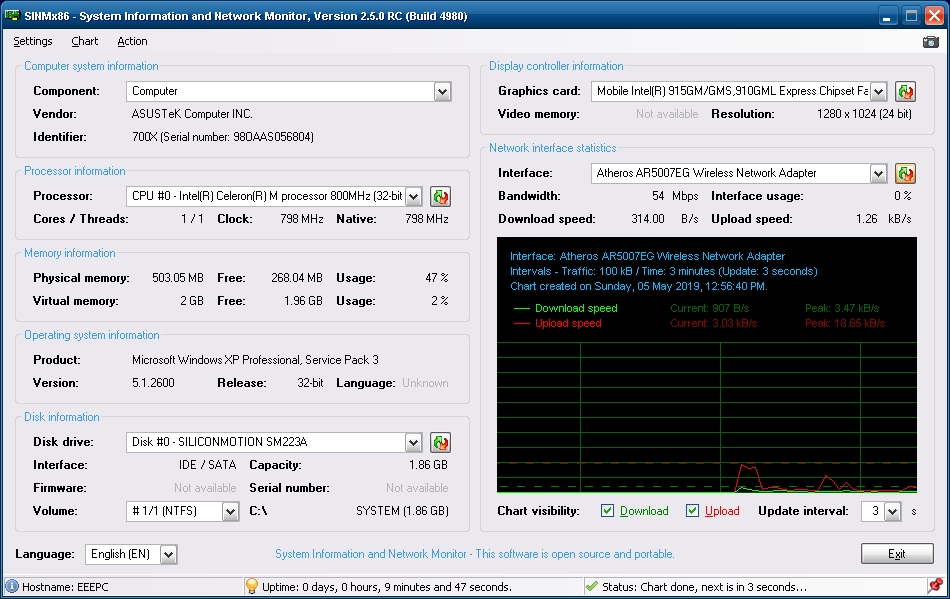 SINMx86 - System Information and Network Monitor, Version 2.5.0 RC (Build 4980)
Settings Chart Action
Computer system information
Component: Computer
Vendor: ASUSTeK Computer INC.
Identifier: 700X (Serial number: 980AAS056804)
Processor information
Processor: CPU #0 - Intel(R) Celeron(R) M processor 800MHz (32-bit
Cores / Threads: 1 / 1 Clock: 798 MHz Native: 798 MHz
Memory information
Physical memory: 503.05 MB Free: 268.04 MB Usage: 47 %
Virtual memory: 2 GB Free: 1.96 GB Usage: 2 %
Operating system information
Product: Microsoft Windows XP Professional, Service Pack 3
Version: 5.1.2600 Release: 32-bit Language: Unknown
Disk information
Disk drive: Disk #0 - SILICONMOTION SM223A
Interface: IDE / SATA Capacity: 1.86 GB
Firmware: Not available Serial number: Not available
Volume: # 1/1 (NTFS) C:\ SYSTEM (1.86 GB)
Display controller information
Graphics card: Mobile Intel(R) 915GM/GMS,910GML Express Chipset Fa
Video memory: Not available Resolution: 1280 x 1024 (24 bit)
Network interface statistics
Interface: Atheros AR5007EG Wireless Network Adapter
Bandwidth: 54 Mbps Interface usage: 0 %
Download speed: 314.00 B/s Upload speed: 1.26 kB/s
Interface: Atheros AR5007EG Wireless Network Adapter
Intervals - Traffic: 100 kB / Time: 3 minutes (Update: 3 seconds)
Chart created on Sunday, 05 May 2019, 12:56:40 PM.
Download speed Current: 907 B/s Peak: 3.47 kB/s
Upload speed Current: 3.03 kB/s Peak: 18.65 kB/s
Chart visibility: Download Upload Update interval: 3 s
Language: English (EN) System Information and Network Monitor - This software is open source and portable. Exit
Hostname: EEEPC Uptime: 0 days, 0 hours, 9 minutes and 47 seconds. Status: Chart done, next is in 3 seconds...